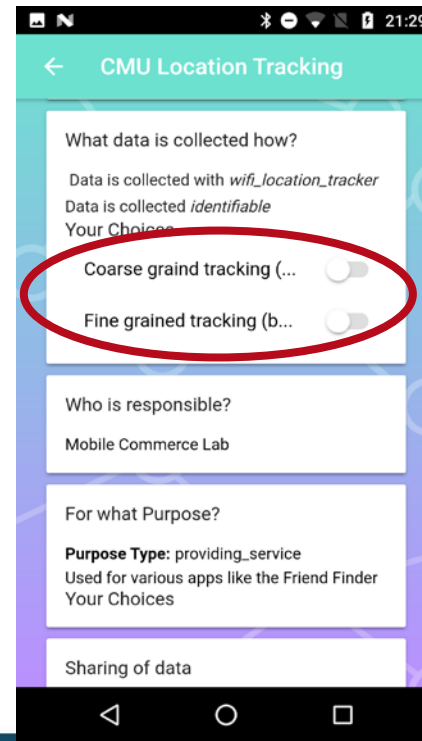 21:29
CMU Location Tracking
What data is collected how?
Data is collected with wifi_location_tracker
Data is collected identifiable
Your Choices
Coarse graind tracking (...
Fine grained tracking (b...
Who is responsible?
Mobile Commerce Lab
For what Purpose?
Purpose Type: providing_service
Used for various apps like the Friend Finder
Your Choices
Sharing of data